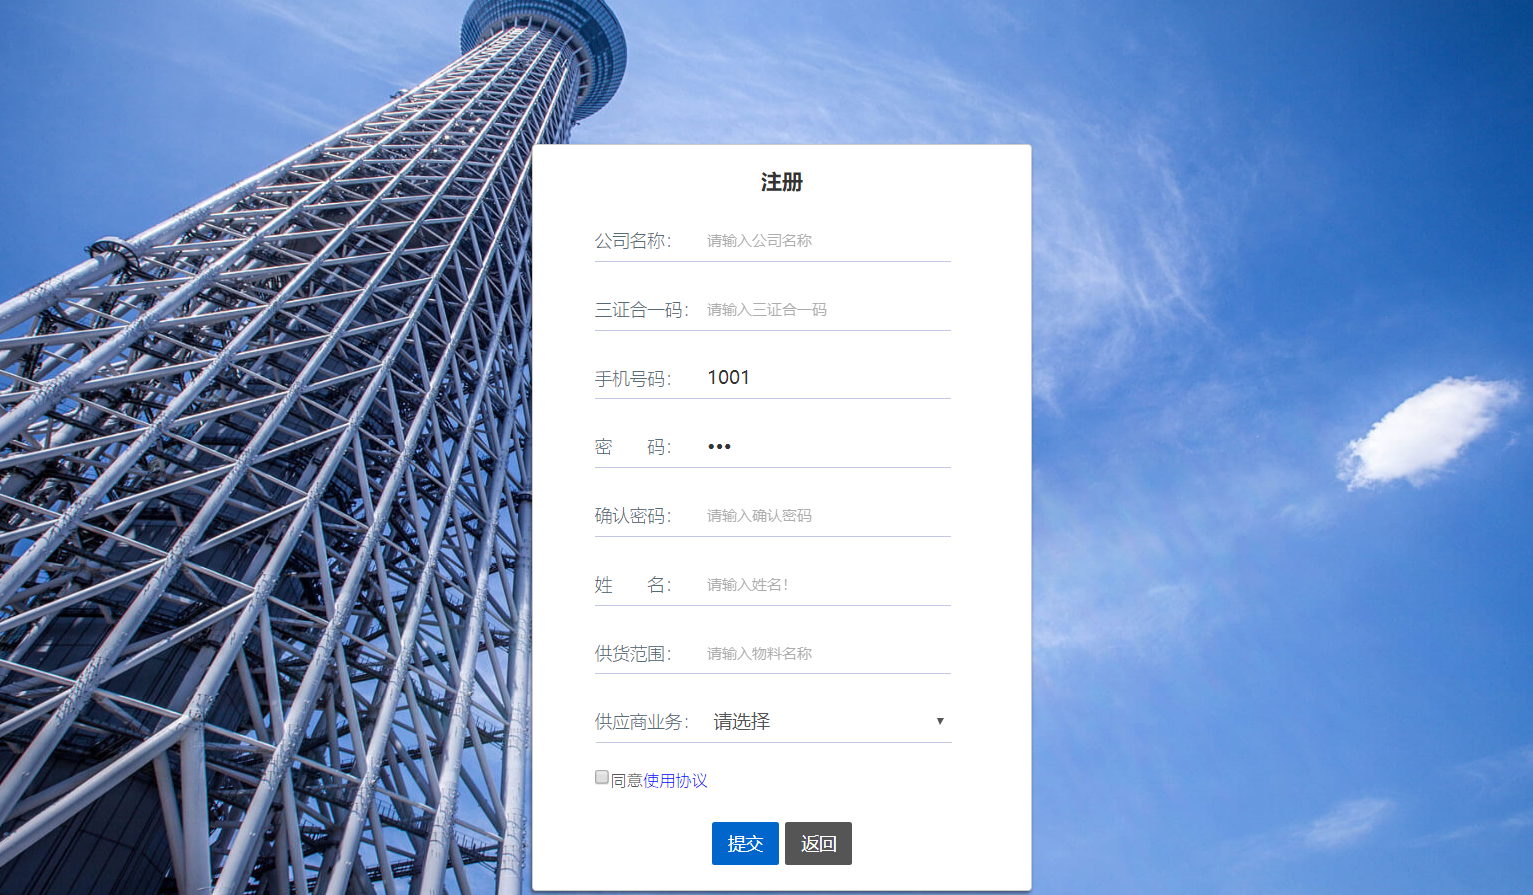 注册
公司名称： 请输入公司名称
三证合一码： 请输入三证合一码
手机号码： 1001
密　　码： •••
确认密码： 请输入确认密码
姓　　名： 请输入姓名！
供货范围： 请输入物料名称
供应商业务： 请选择
同意使用协议
提交 返回